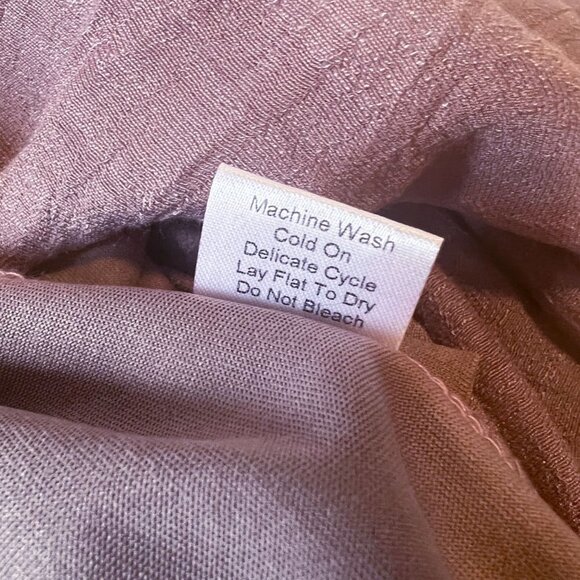 Machine Wash
Cold On
Delicate Cycle
Lay Flat To Dry
Do Not Bleach